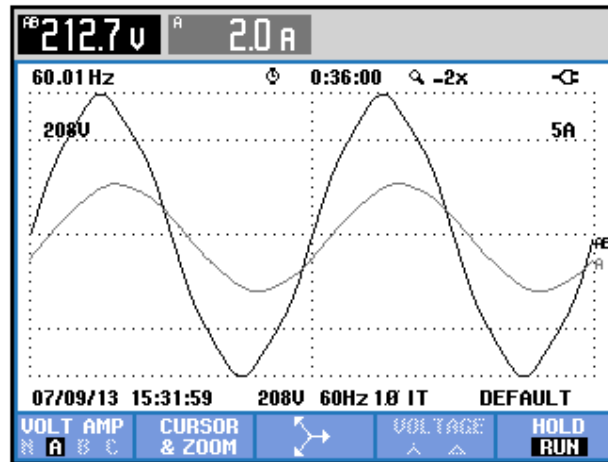 AB 212.7 V A 2.0 A
60.01 Hz 0:36:00 -2x
208V 5A
AB
A
07/09/13 15:31:59 208V 60Hz 1.0 IT DEFAULT
VOLT AMP CURSOR VOLTAGE HOLD
N A B C & ZOOM RUN